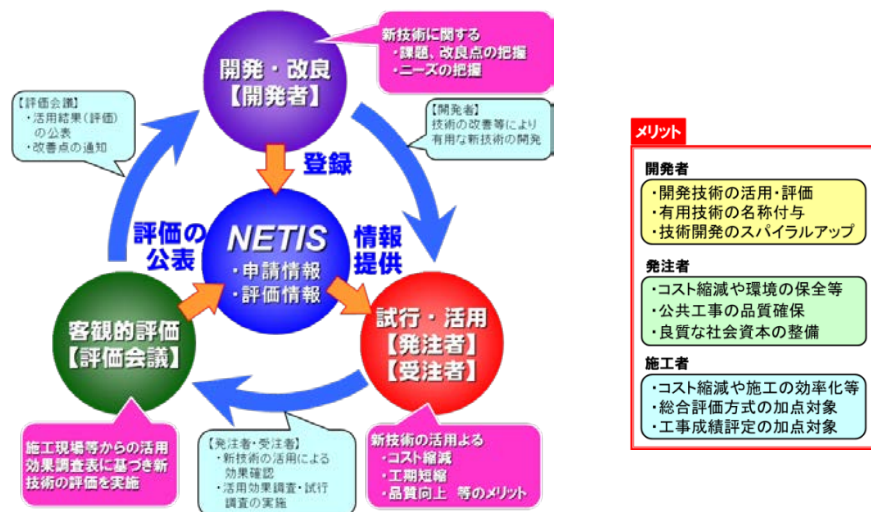 新技術に関する
・課題、改良点の把握
・ニーズの把握
開発・改良
【開発者】
【評価会議】
・活用結果(評価)
の公表
・改善点の通知
【開発者】
技術の改善等により
有用な新技術の開発
登録
評価の
公表
NETIS
・申請情報
・評価情報
情報
提供
客観的評価
【評価会議】
試行・活用
【発注者】
【受注者】
施工現場等からの活用
効果調査表に基づき新
技術の評価を実施
【発注者・受注者】
・新技術の活用による
効果確認
・活用効果調査・試行
調査の実施
新技術の活用よる
・コスト縮減
・工期短縮
・品質向上 等のメリット
メリット
開発者
・開発技術の活用・評価
・有用技術の名称付与
・技術開発のスパイラルアップ
発注者
・コスト縮減や環境の保全等
・公共工事の品質確保
・良質な社会資本の整備
施工者
・コスト縮減や施工の効率化等
・総合評価方式の加点対象
・工事成績評定の加点対象